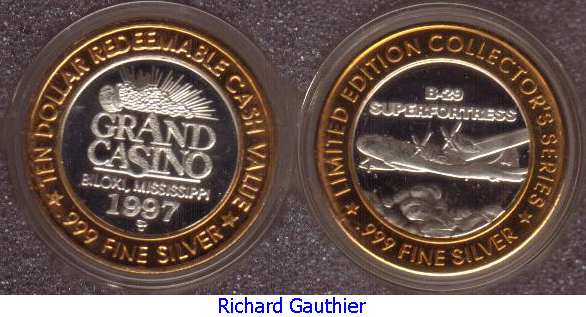 TEN DOLLAR REDEEMABLE CASH VALUE
GRAND
CASINO
BILOXI, MISSISSIPPI
1997
★ .999 FINE SILVER ★
LIMITED EDITION COLLECTOR'S SERIES
B-29
SUPERFORTRESS
★ .999 FINE SILVER ★
Richard Gauthier